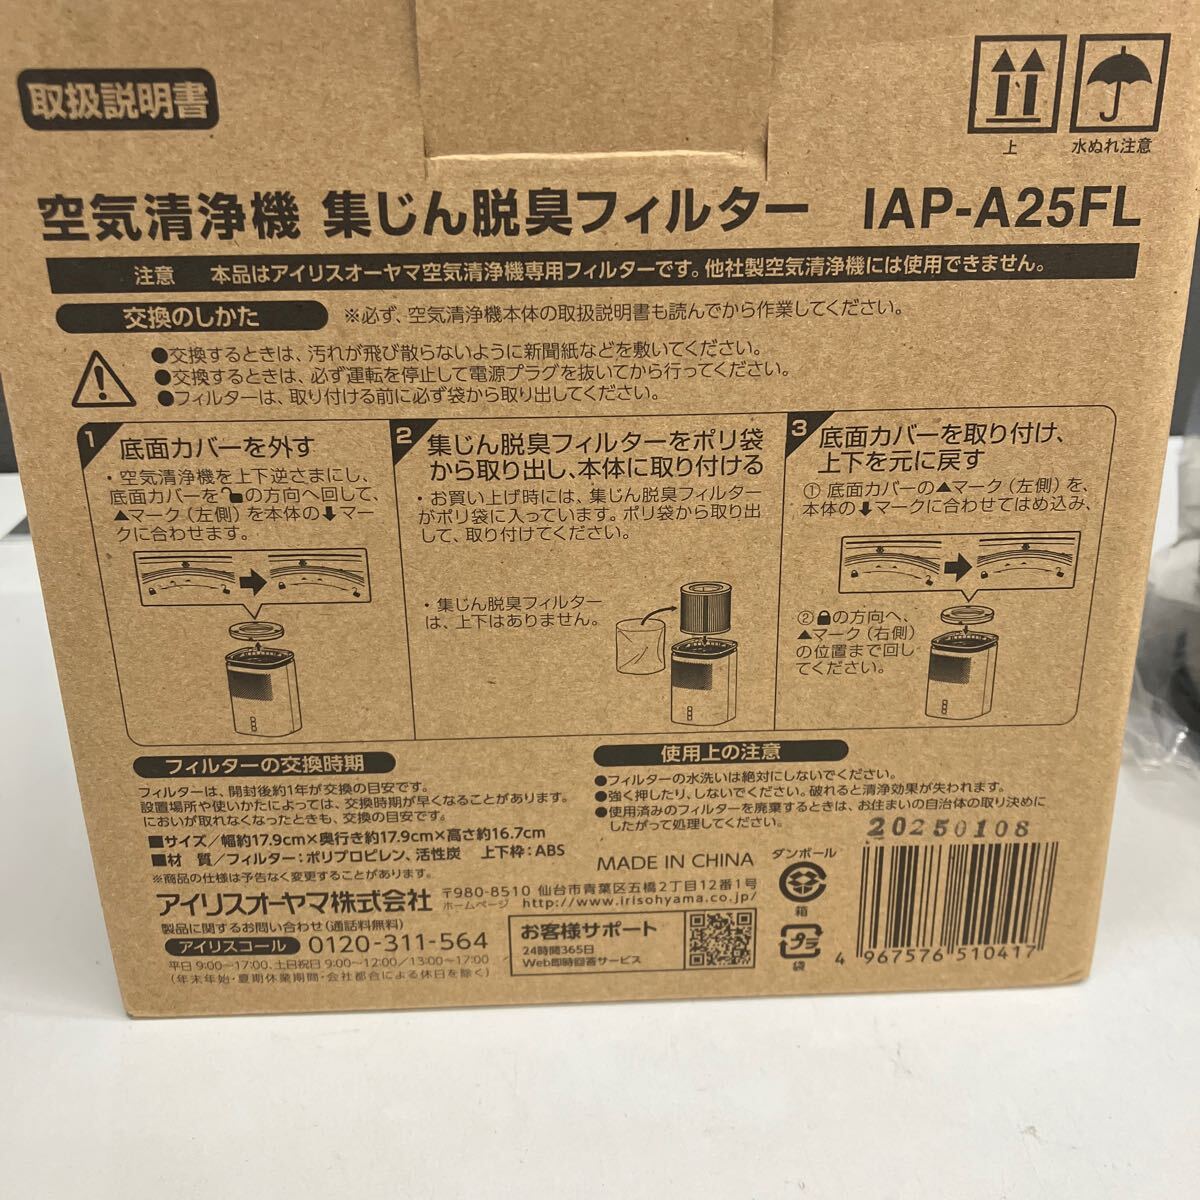 取扱説明書
上
水ぬれ注意
空気清浄機 集じん脱臭フィルター IAP-A25FL
注意 本品はアイリスオーヤマ空気清浄機専用フィルターです。他社製空気清浄機には使用できません。
交換のしかた ※必ず、空気清浄機本体の取扱説明書も読んでから作業してください。
●交換するときは、汚れが飛び散らないように新聞紙などを敷いてください。
●交換するときは、必ず運転を停止して電源プラグを抜いてから行ってください。
●フィルターは、取り付ける前に必ず袋から取り出してください。
1 底面カバーを外す
・空気清浄機を上下逆さまにし、
底面カバーを🔓の方向へ回して、
▲マーク(左側)を本体の⬇マー
クに合わせます。
2 集じん脱臭フィルターをポリ袋
から取り出し、本体に取り付ける
・お買い上げ時には、集じん脱臭フィルター
がポリ袋に入っています。ポリ袋から取り出
して、取り付けてください。
・集じん脱臭フィルター
は、上下はありません。
3 底面カバーを取り付け、
上下を元に戻す
① 底面カバーの▲マーク(左側)を、
本体の⬇マークに合わせてはめ込み、
②🔒の方向へ、
▲マーク(右側)
の位置まで回し
てください。
フィルターの交換時期
フィルターは、開封後約1年が交換の目安です。
設置場所や使いかたによっては、交換時期が早くなることがあります。
においが取れなくなったときも、交換の目安です。
■サイズ/幅約17.9cm×奥行き約17.9cm×高さ約16.7cm
■材 質/フィルター:ポリプロピレン、活性炭 上下枠:ABS
※商品の仕様は予告なく変更することがあります。
使用上の注意
●フィルターの水洗いは絶対にしないでください。
●強く押したり、しないでください。破れると清浄効果が失われます。
●使用済みのフィルターを廃棄するときは、お住まいの自治体の取り決めに
したがって処理してください。
20250108
MADE IN CHINA
ダンボール
箱
プラ
袋
4 967576 510417
アイリスオーヤマ株式会社
〒980-8510 仙台市青葉区五橋2丁目12番1号
ホームページ http://www.irisohyama.co.jp/
製品に関するお問い合わせ(通話料無料)
アイリスコール 0120-311-564
平日 9:00~17:00、土日祝日 9:00~12:00/13:00~17:00
(年末年始・夏期休業期間・会社都合による休日を除く)
お客様サポート
24時間365日
Web即時回答サービス